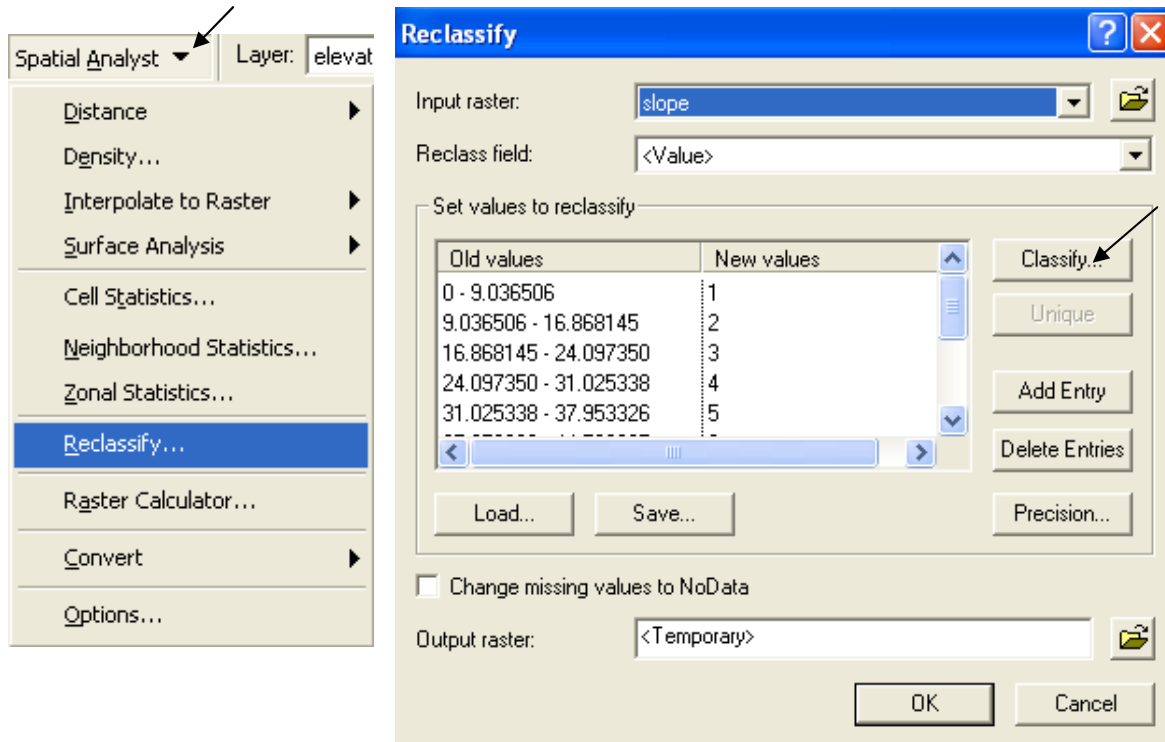 Spatial Analyst Layer: elevat
Distance
Density...
Interpolate to Raster
Surface Analysis
Cell Statistics...
Neighborhood Statistics...
Zonal Statistics...
Reclassify...
Raster Calculator...
Convert
Options...
Reclassify
Input raster: slope
Reclass field: <Value>
Set values to reclassify
Old values New values
0 - 9.036506 1
9.036506 - 16.868145 2
16.868145 - 24.097350 3
24.097350 - 31.025338 4
31.025338 - 37.953326 5
Classify...
Unique
Add Entry
Delete Entries
Load... Save... Precision...
Change missing values to NoData
Output raster: <Temporary>
OK Cancel